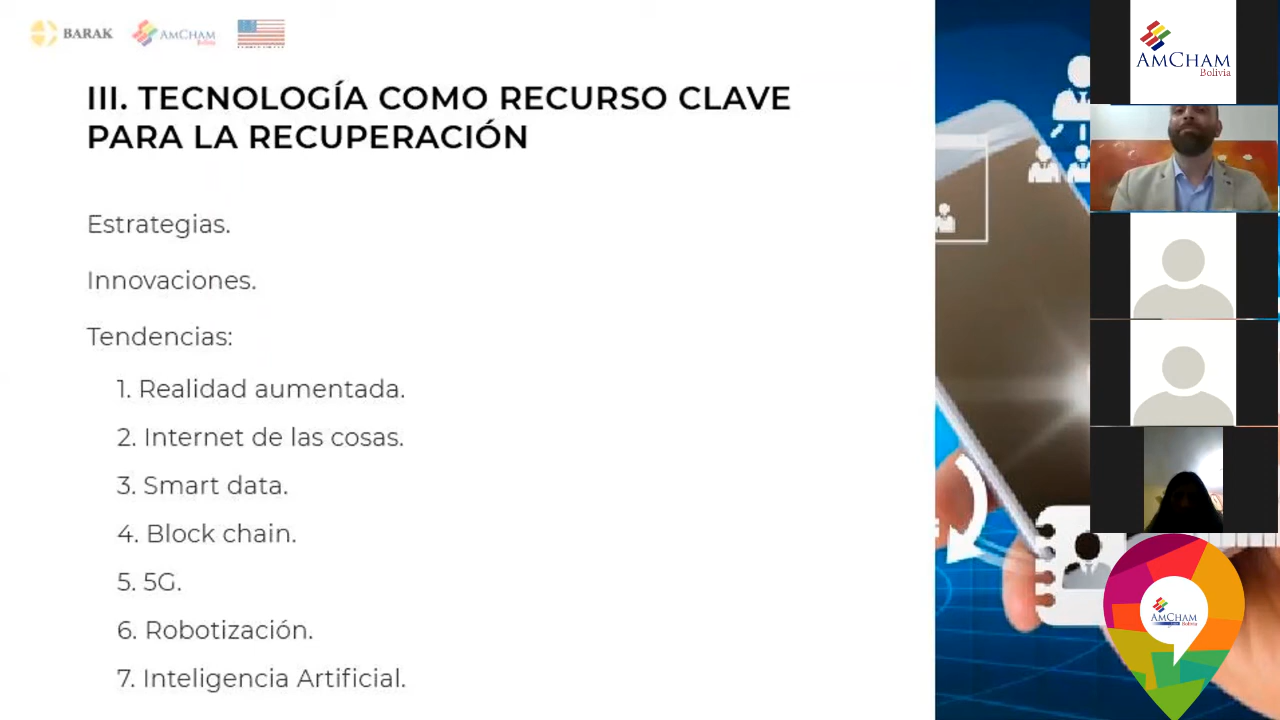 BARAK
AMCHAM
Bolivia
III. TECNOLOGÍA COMO RECURSO CLAVE
PARA LA RECUPERACIÓN
Estrategias.
Innovaciones.
Tendencias:
1. Realidad aumentada.
2. Internet de las cosas.
3. Smart data.
4. Block chain.
5. 5G.
6. Robotización.
7. Inteligencia Artificial.
AMCHAM
Bolivia
AMCHAM
Bolivia